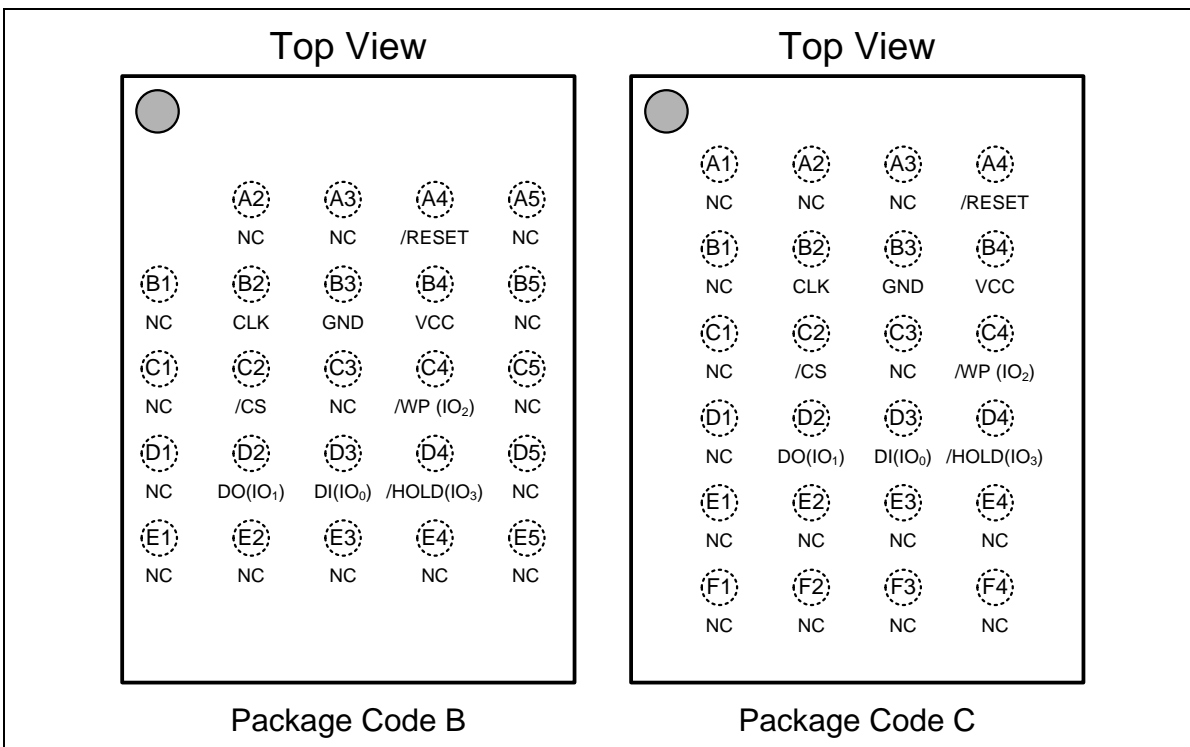 Top View
A2 A3 A4 A5
NC NC /RESET NC
B1 B2 B3 B4 B5
NC CLK GND VCC NC
C1 C2 C3 C4 C5
NC /CS NC /WP (IO₂) NC
D1 D2 D3 D4 D5
NC DO(IO₁) DI(IO₀) /HOLD(IO₃) NC
E1 E2 E3 E4 E5
NC NC NC NC NC
Package Code B
Top View
A1 A2 A3 A4
NC NC NC /RESET
B1 B2 B3 B4
NC CLK GND VCC
C1 C2 C3 C4
NC /CS NC /WP (IO₂)
D1 D2 D3 D4
NC DO(IO₁) DI(IO₀) /HOLD(IO₃)
E1 E2 E3 E4
NC NC NC NC
F1 F2 F3 F4
NC NC NC NC
Package Code C